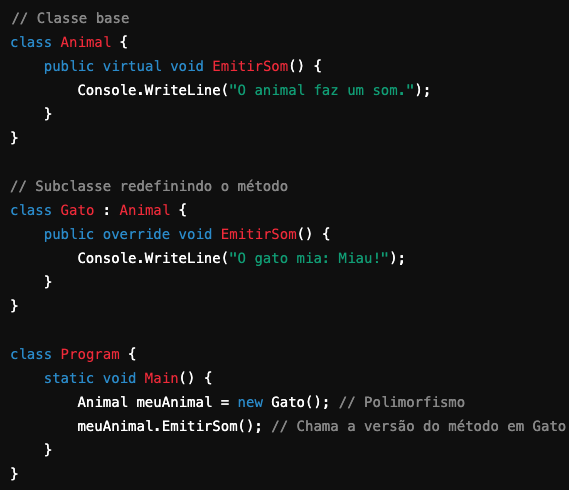 // Classe base
class Animal {
    public virtual void EmitirSom() {
        Console.WriteLine("O animal faz um som.");
    }
}

// Subclasse redefinindo o método
class Gato : Animal {
    public override void EmitirSom() {
        Console.WriteLine("O gato mia: Miau!");
    }
}

class Program {
    static void Main() {
        Animal meuAnimal = new Gato(); // Polimorfismo
        meuAnimal.EmitirSom(); // Chama a versão do método em Gato
    }
}